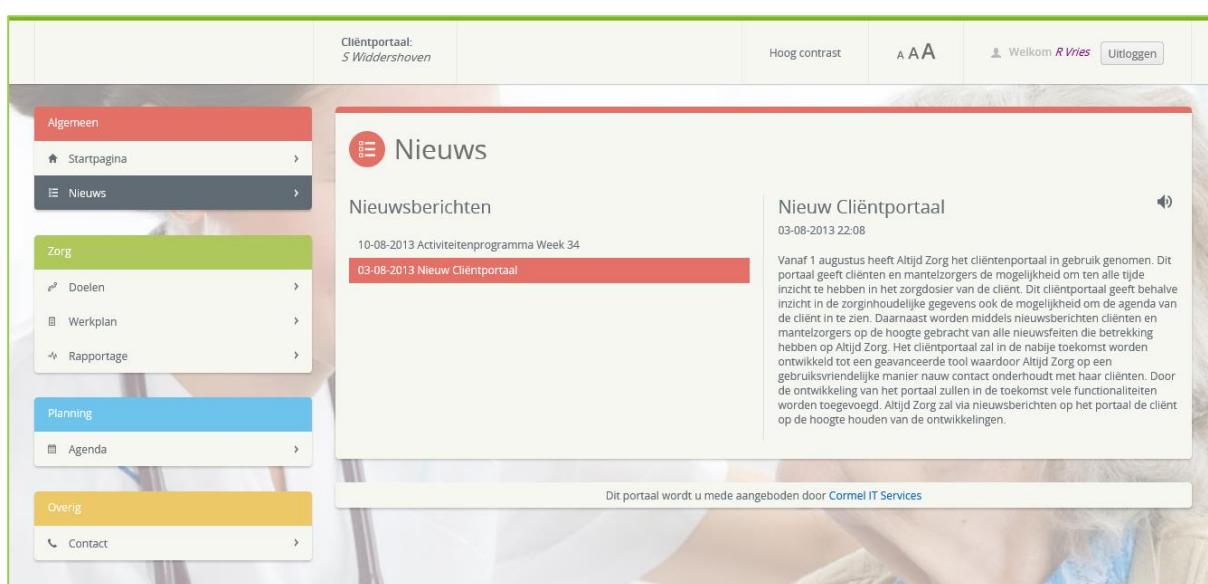 Cliëntportaal:
S Widdershoven
Hoog contrast
A A A
Welkom R Vries
Uitloggen
Algemeen
Startpagina
Nieuws
Zorg
Doelen
Werkplan
Rapportage
Planning
Agenda
Overig
Contact
Nieuws
Nieuwsberichten
10-08-2013 Activiteitenprogramma Week 34
03-08-2013 Nieuw Cliëntportaal
Nieuw Cliëntportaal
03-08-2013 22:08
Vanaf 1 augustus heeft Altijd Zorg het cliëntenportaal in gebruik genomen. Dit
portaal geeft cliënten en mantelzorgers de mogelijkheid om ten alle tijde
inzicht te hebben in het zorgdosier van de cliënt. Dit cliëntportaal geeft behalve
inzicht in de zorginhoudelijke gegevens ook de mogelijkheid om de agenda van
de cliënt in te zien. Daarnaast worden middels nieuwsberichten cliënten en
mantelzorgers op de hoogte gebracht van alle nieuwsfeiten die betrekking
hebben op Altijd Zorg. Het cliëntportaal zal in de nabije toekomst worden
ontwikkeld tot een geavanceerde tool waardoor Altijd Zorg op een
gebruiksvriendelijke manier nauw contact onderhoudt met haar cliënten. Door
de ontwikkeling van het portaal zullen in de toekomst vele functionaliteiten
worden toegevoegd. Altijd Zorg zal via nieuwsberichten op het portaal de cliënt
op de hoogte houden van de ontwikkelingen.
Dit portaal wordt u mede aangeboden door Cormel IT Services